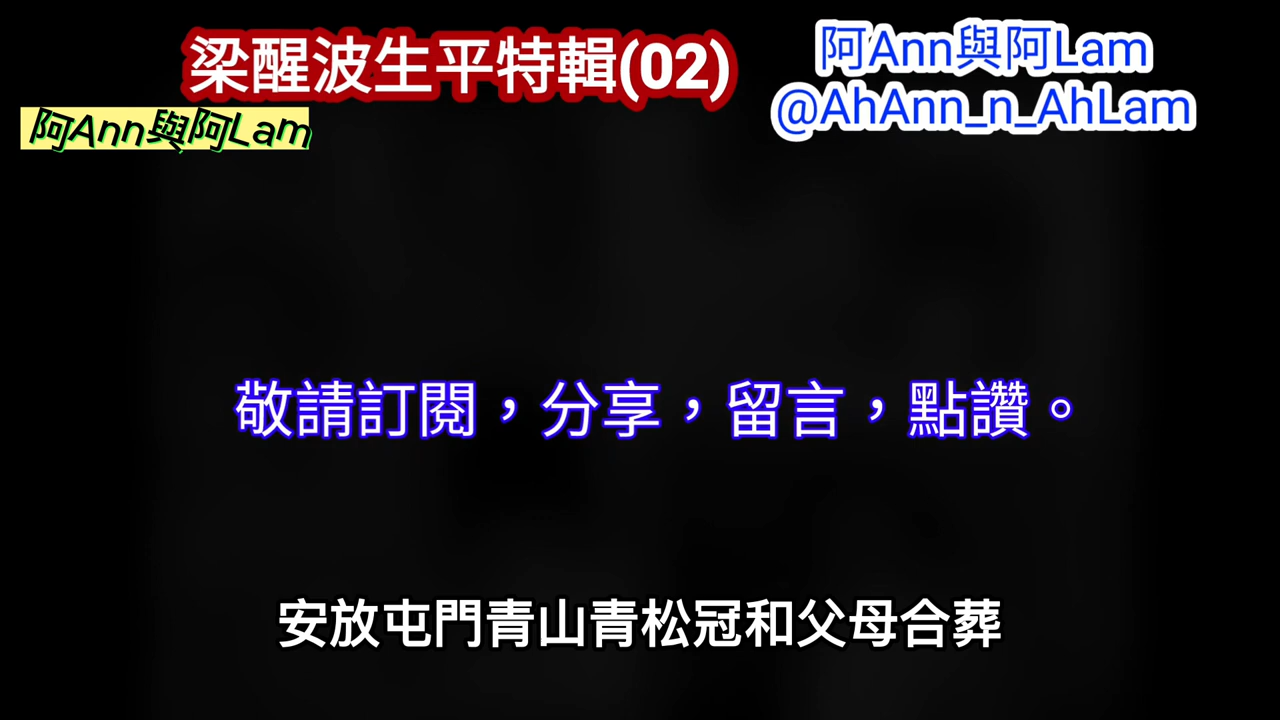 梁醒波生平特輯(02)
阿Ann與阿Lam
@AhAnn_n_AhLam
阿Ann與阿Lam
敬請訂閱，分享，留言，點讚。
安放屯門青山青松冠和父母合葬